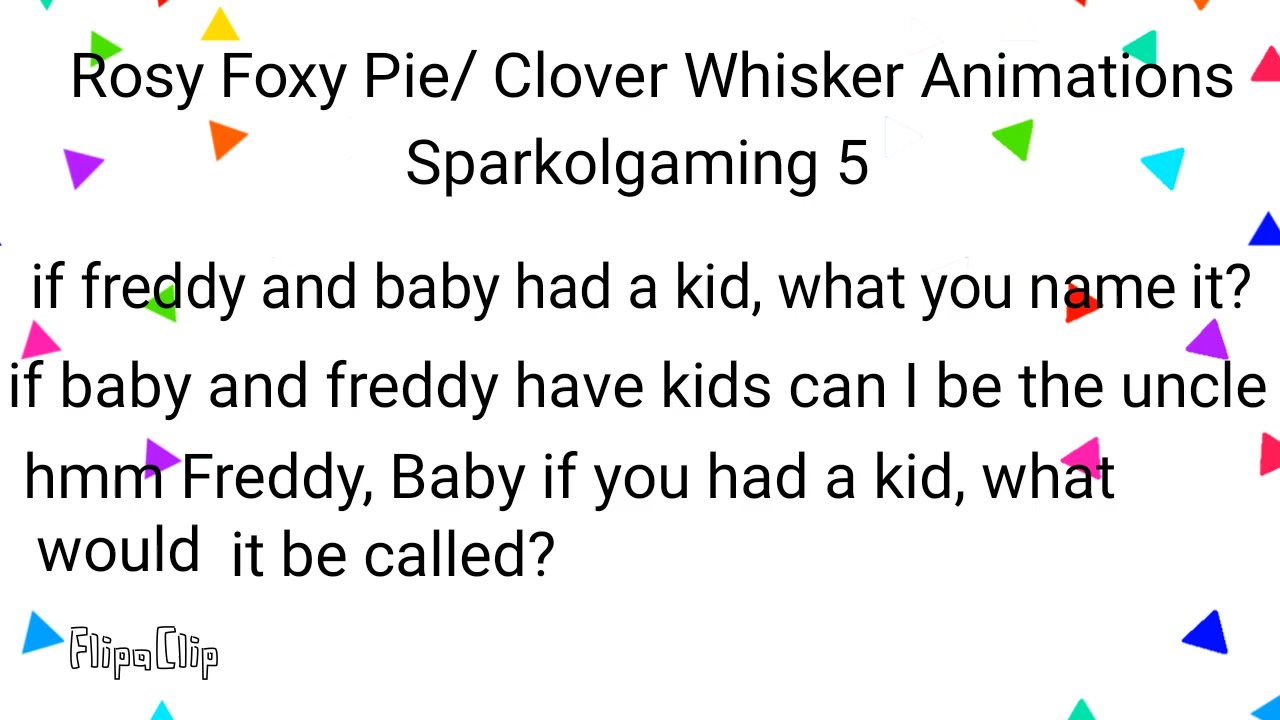 Rosy Foxy Pie/ Clover Whisker Animations
Sparkolgaming 5
if freddy and baby had a kid, what you name it?
if baby and freddy have kids can I be the uncle
hmm Freddy, Baby if you had a kid, what
would it be called?
FlipaClip